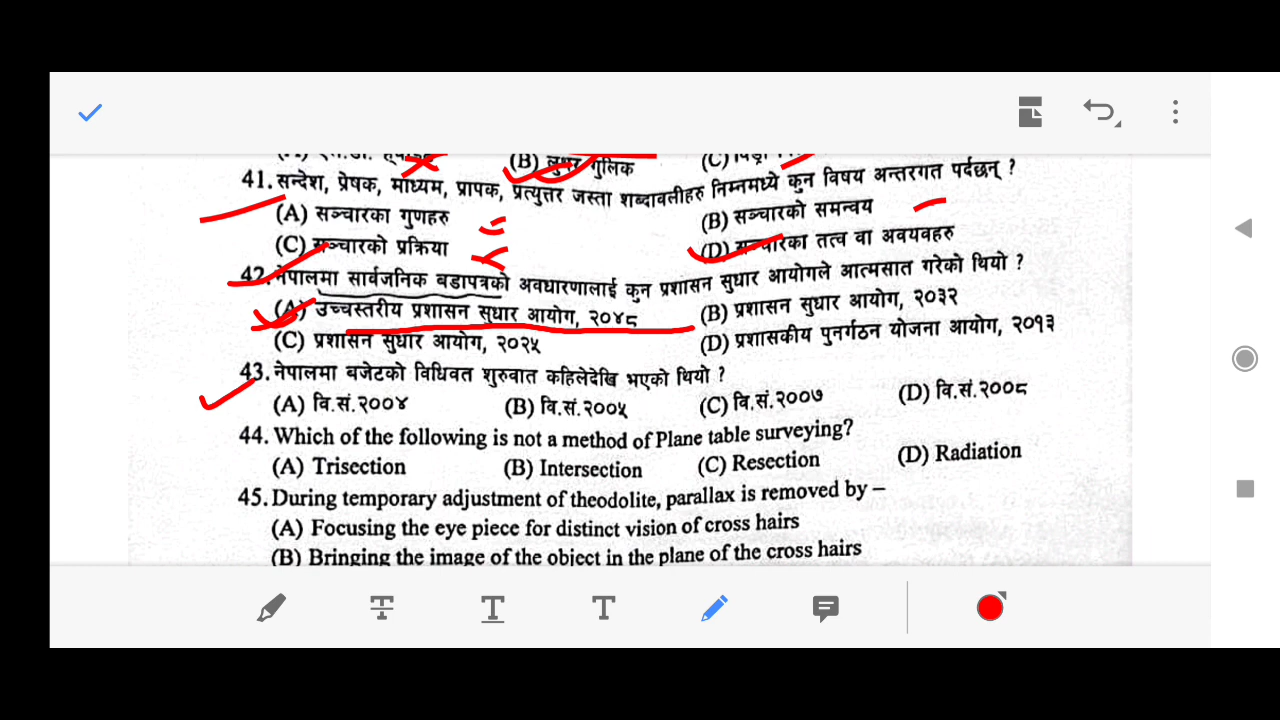 (B) लुथर गुलिक
(C)
41. सन्देश, प्रेषक, माध्यम, प्रापक, प्रत्युत्तर जस्ता शब्दावलीहरु निम्नमध्ये कुन विषय अन्तरगत पर्दछन् ?
(A) सञ्चारका गुणहरु (B) सञ्चारको समन्वय
(C) सञ्चारको प्रक्रिया (D) सञ्चारका तत्व वा अवयवहरु
42. नेपालमा सार्वजनिक बडापत्रको अवधारणालाई कुन प्रशासन सुधार आयोगले आत्मसात गरेको थियो ?
(A) उच्चस्तरीय प्रशासन सुधार आयोग, २०४८ (B) प्रशासन सुधार आयोग, २०३२
(C) प्रशासन सुधार आयोग, २०२५ (D) प्रशासकीय पुनर्गठन योजना आयोग, २०१३
43. नेपालमा बजेटको विधिवत शुरुवात कहिलेदेखि भएको थियो ?
(A) वि.सं.२००४ (B) वि.सं.२००५ (C) वि.सं.२००७ (D) वि.सं.२००८
44. Which of the following is not a method of Plane table surveying?
(A) Trisection (B) Intersection (C) Resection (D) Radiation
45. During temporary adjustment of theodolite, parallax is removed by –
(A) Focusing the eye piece for distinct vision of cross hairs
(B) Bringing the image of the object in the plane of the cross hairs